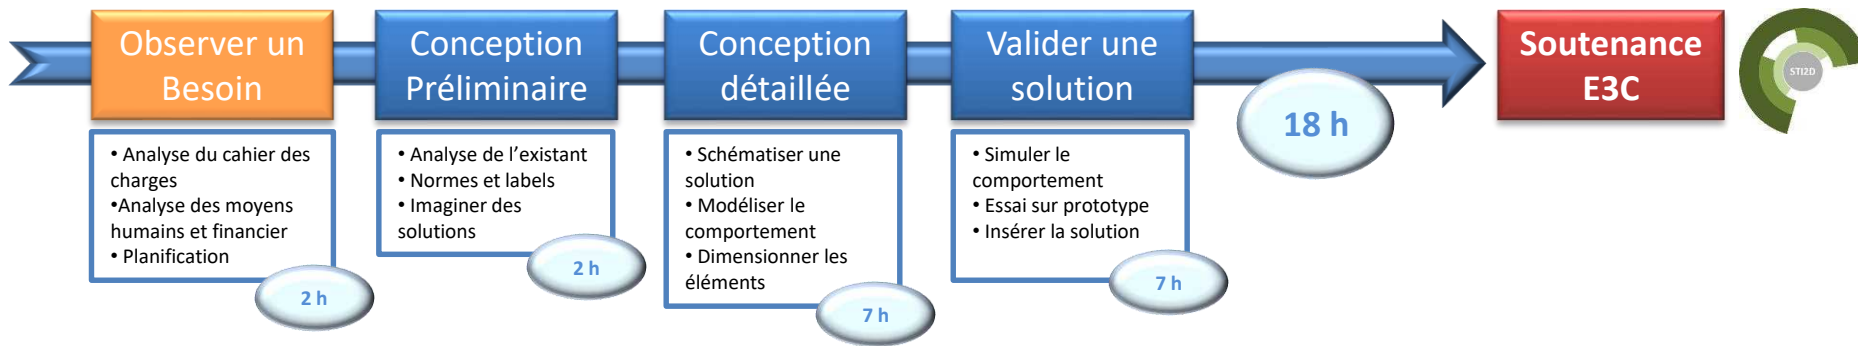 Observer un
Besoin
• Analyse du cahier des
charges
•Analyse des moyens
humains et financier
• Planification
2 h
Conception
Préliminaire
• Analyse de l’existant
• Normes et labels
• Imaginer des
solutions
2 h
Conception
détaillée
• Schématiser une
solution
• Modéliser le
comportement
• Dimensionner les
éléments
7 h
Valider une
solution
• Simuler le
comportement
• Essai sur prototype
• Insérer la solution
7 h
18 h
Soutenance
E3C
STI2D